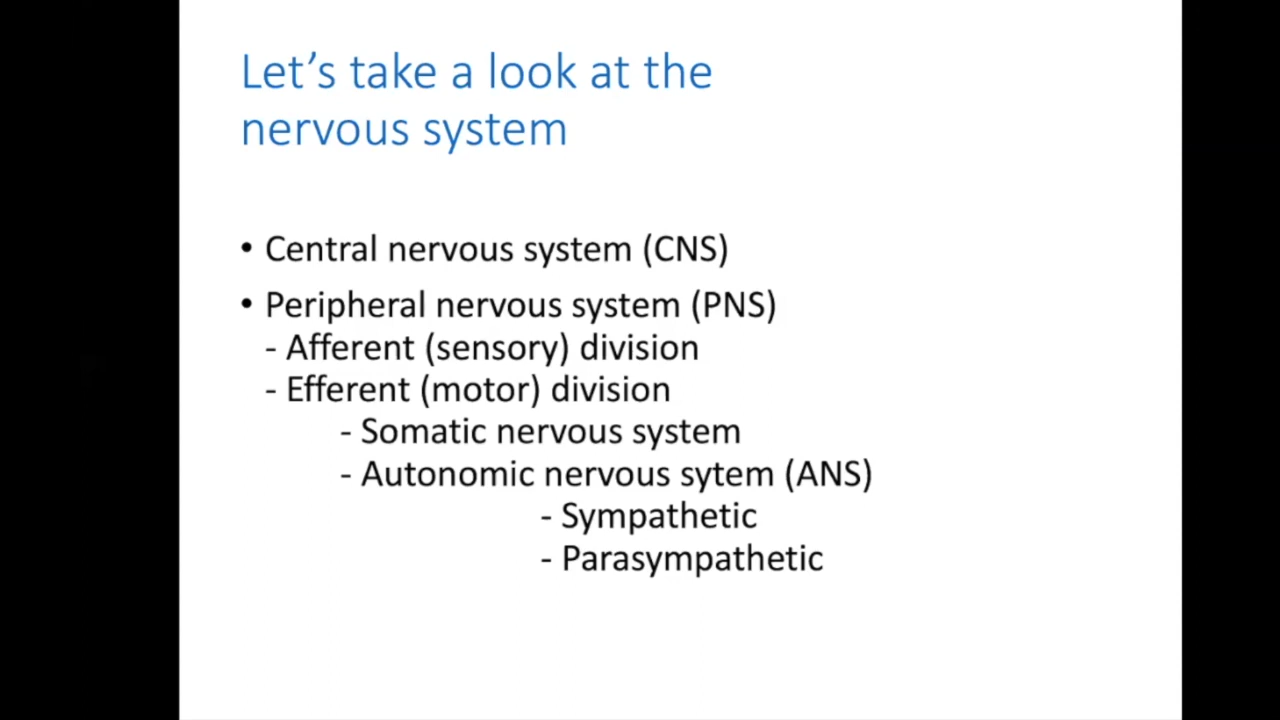 Let’s take a look at the
nervous system
• Central nervous system (CNS)
• Peripheral nervous system (PNS)
- Afferent (sensory) division
- Efferent (motor) division
- Somatic nervous system
- Autonomic nervous sytem (ANS)
- Sympathetic
- Parasympathetic